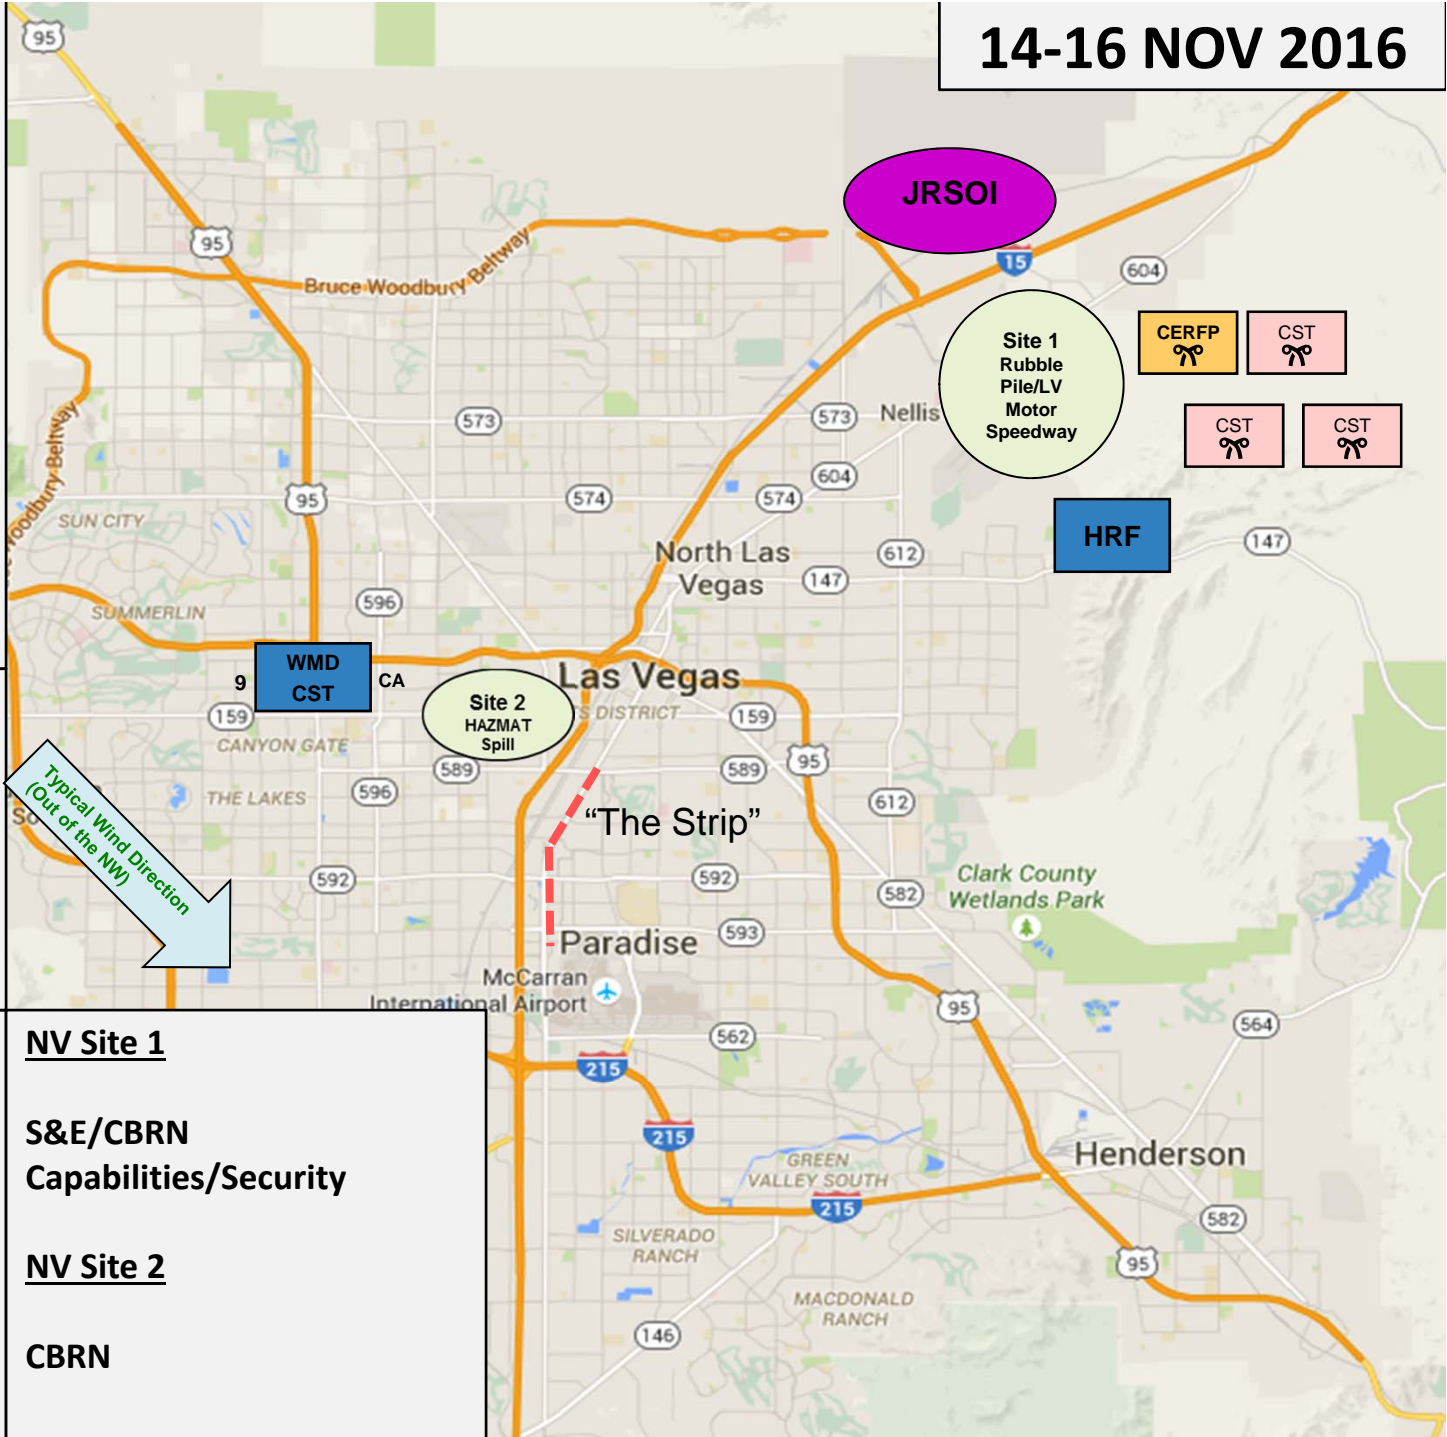 14-16 NOV 2016
95
JRSOI
95
Bruce Woodbury Beltway
15
604
Site 1
Rubble
Pile/LV
Motor
Speedway
CERFP
CST
573
573
Nellis
CST
CST
Woodbury Beltway
95
574
574
604
SUN CITY
HRF
147
North Las
Vegas
612
147
596
SUMMERLIN
WMD
CST
9
CA
Las Vegas
Site 2
HAZMAT
Spill
S DISTRICT
159
159
CANYON GATE
589
589
95
Typical Wind Direction
(Out of the NW)
THE LAKES
596
612
So
"The Strip"
592
592
582
Clark County
Wetlands Park
593
Paradise
McCarran
International Airport
95
564
562
NV Site 1
215
S&E/CBRN
Capabilities/Security
215
GREEN
VALLEY SOUTH
Henderson
215
582
SILVERADO
RANCH
NV Site 2
95
MACDONALD
RANCH
146
CBRN